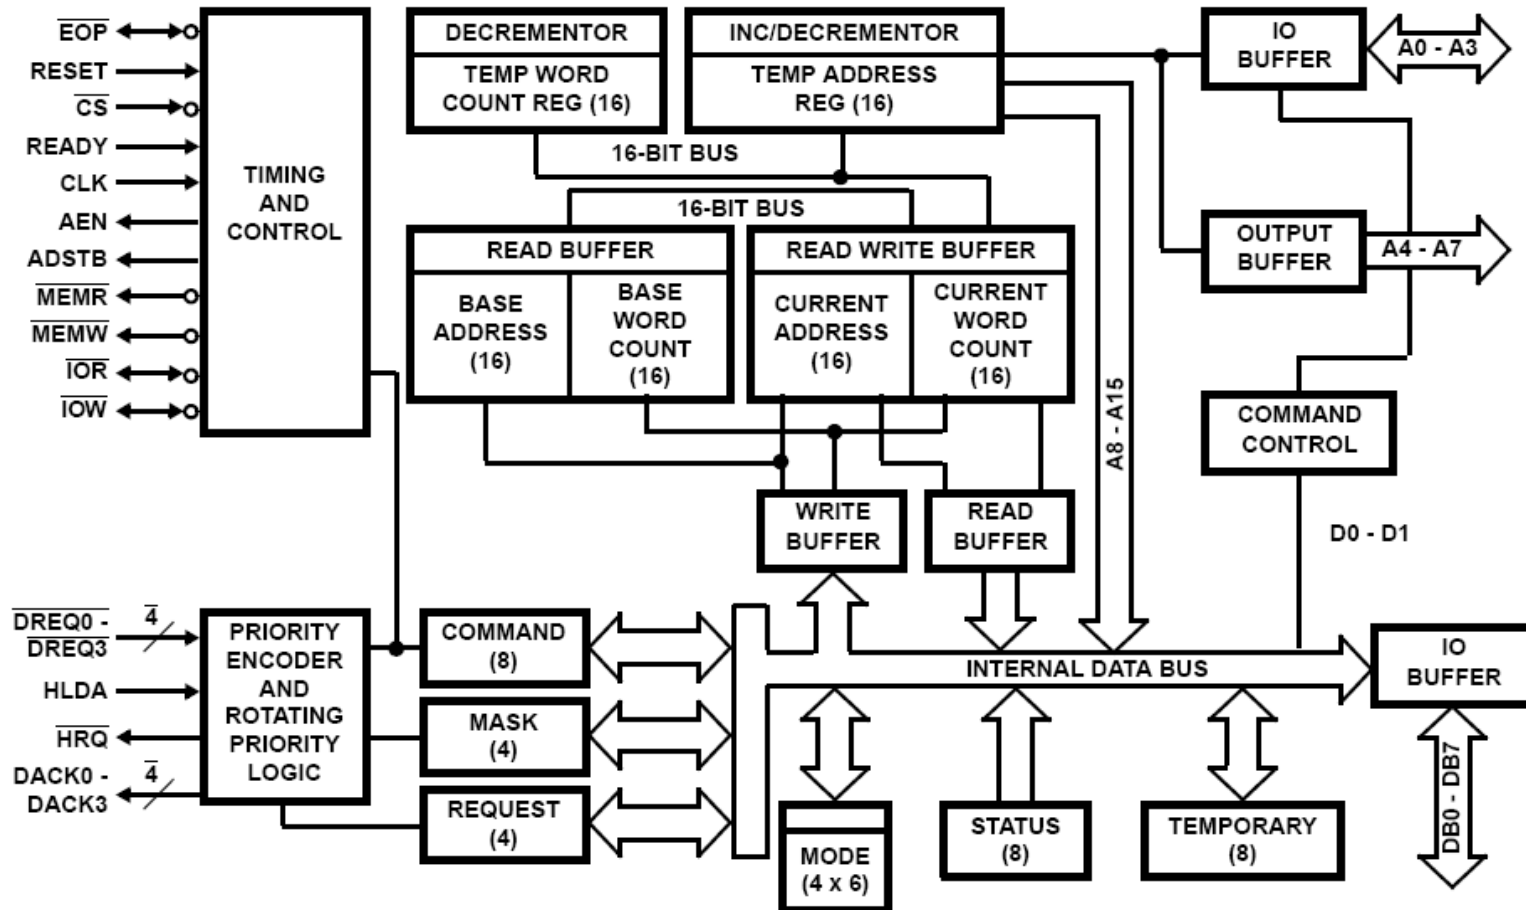 EOP
RESET
CS
READY
CLK
AEN
ADSTB
MEMR
MEMW
IOR
IOW
TIMING
AND
CONTROL
DECREMENTOR
TEMP WORD
COUNT REG (16)
INC/DECREMENTOR
TEMP ADDRESS
REG (16)
16-BIT BUS
16-BIT BUS
READ BUFFER
BASE
ADDRESS
(16)
BASE
WORD
COUNT
(16)
READ WRITE BUFFER
CURRENT
ADDRESS
(16)
CURRENT
WORD
COUNT
(16)
A8 - A15
IO
BUFFER
A0 - A3
OUTPUT
BUFFER
A4 - A7
COMMAND
CONTROL
D0 - D1
WRITE
BUFFER
READ
BUFFER
DREQ0 -
DREQ3
4
HLDA
HRQ
DACK0 -
DACK3
4
PRIORITY
ENCODER
AND
ROTATING
PRIORITY
LOGIC
COMMAND
(8)
MASK
(4)
REQUEST
(4)
INTERNAL DATA BUS
IO
BUFFER
DB0 - DB7
MODE
(4 x 6)
STATUS
(8)
TEMPORARY
(8)